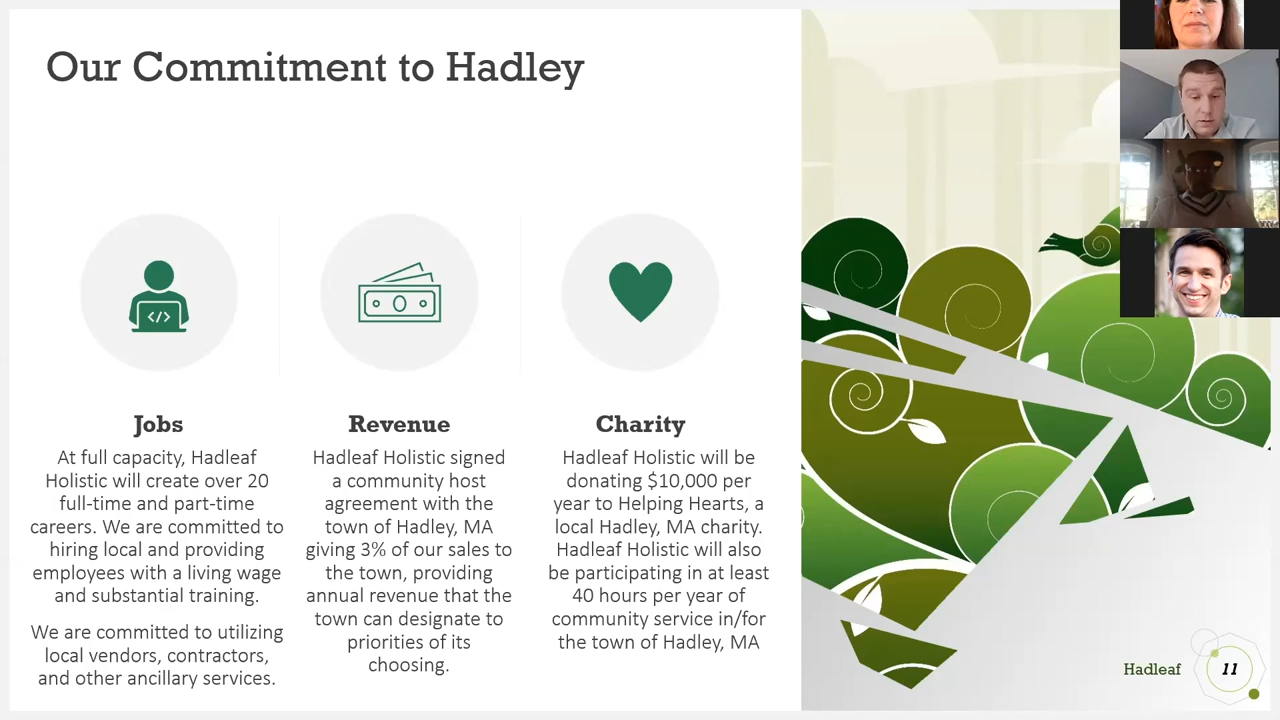 Our Commitment to Hadley
Jobs
At full capacity, Hadleaf
Holistic will create over 20
full-time and part-time
careers. We are committed to
hiring local and providing
employees with a living wage
and substantial training.
We are committed to utilizing
local vendors, contractors,
and other ancillary services.
Revenue
Hadleaf Holistic signed
a community host
agreement with the
town of Hadley, MA
giving 3% of our sales to
the town, providing
annual revenue that the
town can designate to
priorities of its
choosing.
Charity
Hadleaf Holistic will be
donating $10,000 per
year to Helping Hearts, a
local Hadley, MA charity.
Hadleaf Holistic will also
be participating in at least
40 hours per year of
community service in/for
the town of Hadley, MA
Hadleaf
11